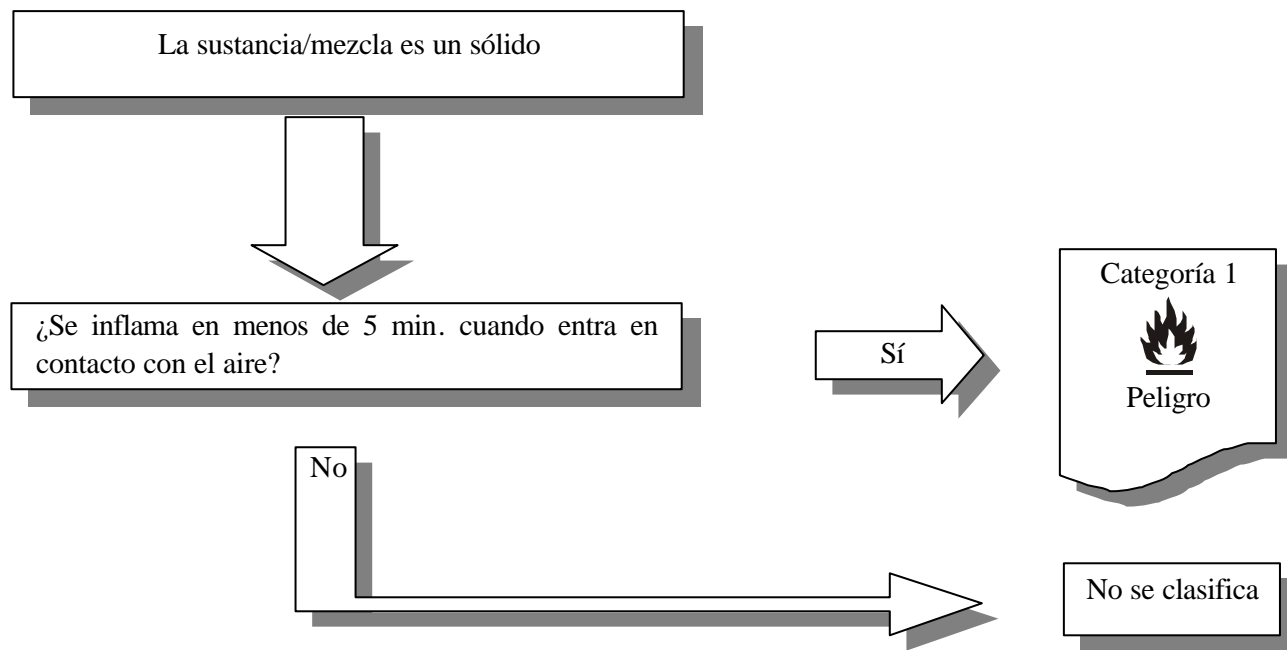 La sustancia/mezcla es un sólido
¿Se inflama en menos de 5 min. cuando entra en
contacto con el aire?
Sí
Categoría 1
Peligro
No
No se clasifica